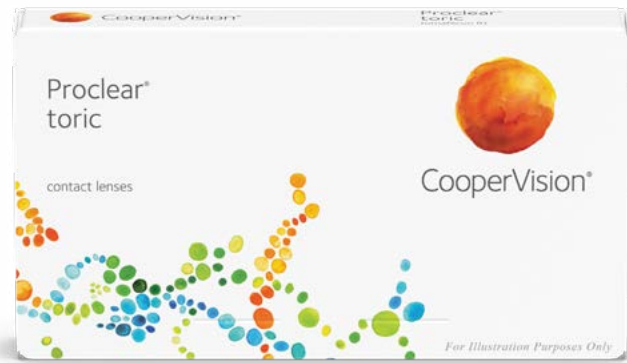 CooperVision
Proclear®
toric
Proclear®
toric
contact lenses
CooperVision®
For Illustration Purposes Only